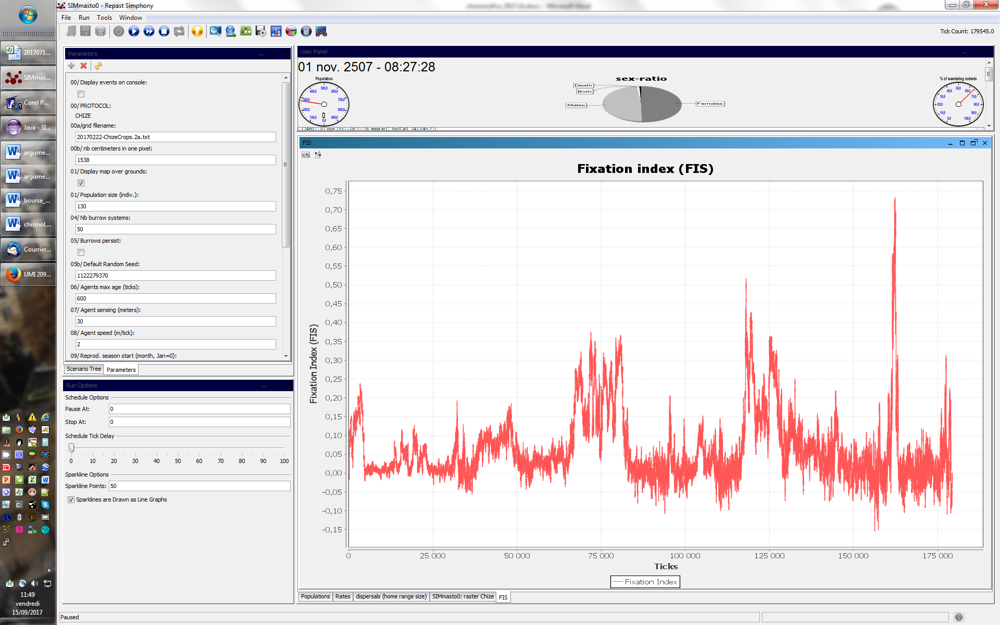 SIMmasto0 - Repast Simphony
File Run Tools Window
Tick Count: 179545.0
2017071...
SIMmas...
Corel P...
Java - SI...
argume...
argume...
bourse_...
chronoL...
Courrier...
UMI 209...
11:49
vendredi
15/09/2017
Parameters
00/ Display events on console:
00/ PROTOCOL:
CHIZE
00a/grid filename:
20170222-ChizeCrops.2a.txt
00b/ nb centimeters in one pixel:
1538
01/ Display map over grounds:
01/ Population size (indiv.):
130
04/ Nb burrow systems:
50
05/ Burrows persist:
05b/ Default Random Seed:
1122279370
06/ Agents max age (ticks):
600
07/ Agent sensing (meters):
30
08/ Agent speed (m/tick):
2
09/ Reprod. season start (month, Jan=0):
Scenario Tree Parameters
Run Options
Schedule Options
Pause At: 0
Stop At: 0
Schedule Tick Delay
0 10 20 30 40 50 60 70 80 90 100
Sparkline Options
Sparkline Points: 50
Sparklines are Drawn as Line Graphs
User Panel
01 nov. 2507 - 08:27:28
Population
0,0 100,0 200,0 300,0 400,0 500,0 600,0 700,0 800,0 900,0
0
sex-ratio
Death
Birth
Males
Females
% of wandering rodents
0,0 10,0 20,0 30,0 40,0 50,0 60,0 70,0 80,0 90,0 100,0
FIS
Fixation index (FIS)
Fixation Index (FIS)
0,75
0,70
0,65
0,60
0,55
0,50
0,45
0,40
0,35
0,30
0,25
0,20
0,15
0,10
0,05
0,00
-0,05
-0,10
-0,15
0 25 000 50 000 75 000 100 000 125 000 150 000 175 000
Ticks
Fixation Index
Populations Rates dispersals (home range size) SIMmasto0: raster Chize FIS
Paused